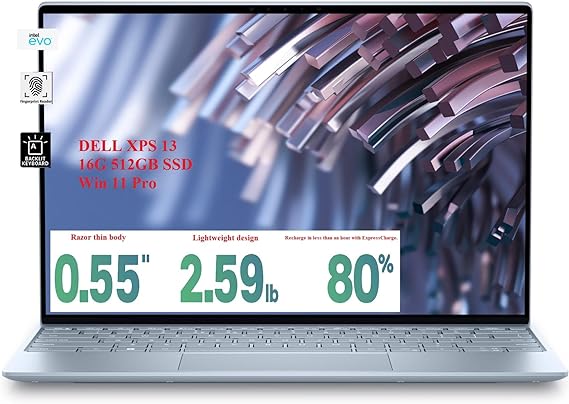 intel
evo
Fingerprint Reader
A
BACKLIT
KEYBOARD
DELL XPS 13
16G 512GB SSD
Win 11 Pro
Razor thin body
Lightweight design
Recharge in less than an hour with ExpressCharge.
0.55"
2.59lb
80%